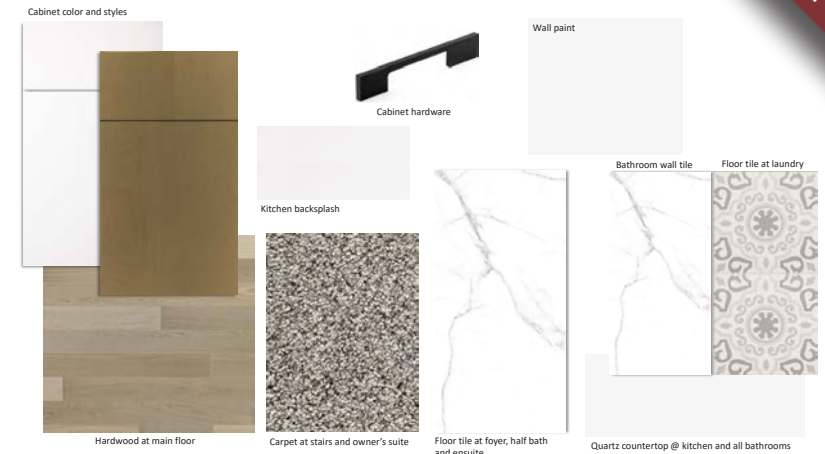 Cabinet color and styles
Wall paint
Cabinet hardware
Bathroom wall tile
Floor tile at laundry
Kitchen backsplash
Hardwood at main floor
Carpet at stairs and owner's suite
Floor tile at foyer, half bath
and ensuite
Quartz countertop @ kitchen and all bathrooms